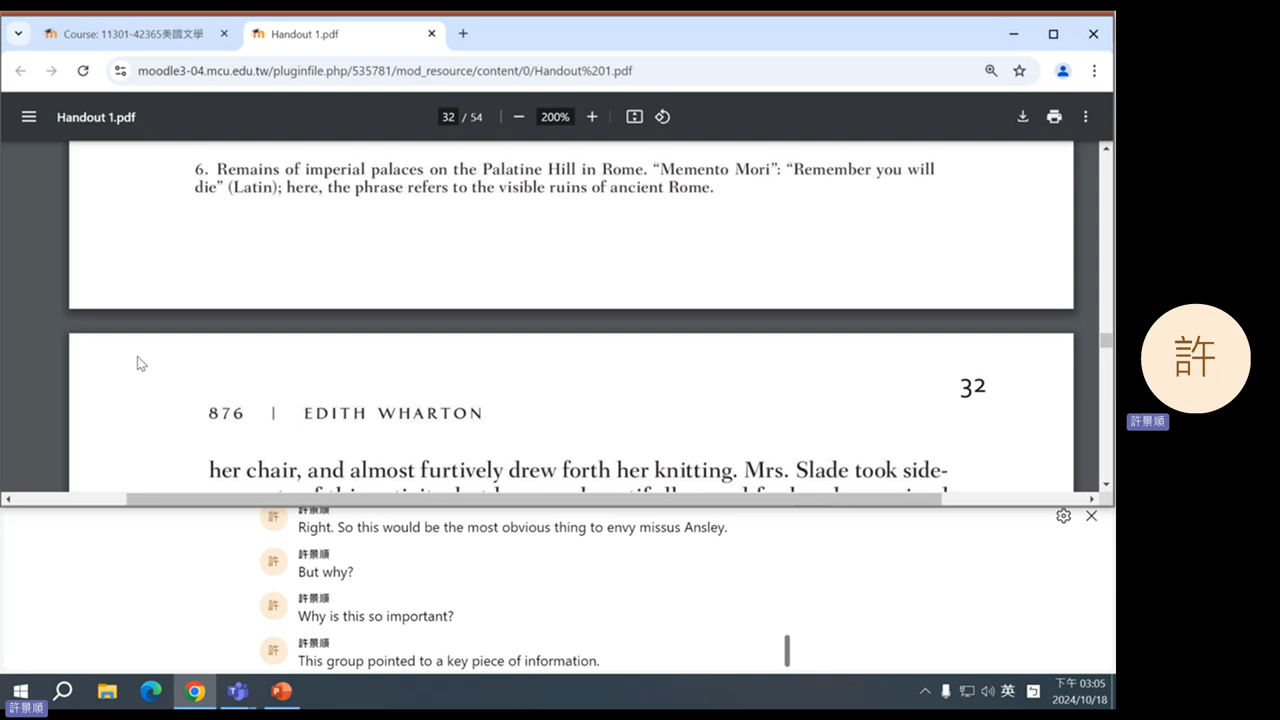 Course: 11301-42365美國文學
Handout 1.pdf
moodle3-04.mcu.edu.tw/pluginfile.php/535781/mod_resource/content/0/Handout%201.pdf
Handout 1.pdf
32 / 54
200%
6. Remains of imperial palaces on the Palatine Hill in Rome. “Memento Mori”: “Remember you will
die” (Latin); here, the phrase refers to the visible ruins of ancient Rome.
32
876 | EDITH WHARTON
her chair, and almost furtively drew forth her knitting. Mrs. Slade took side-
許
許景順
許 許景順
Right. So this would be the most obvious thing to envy missus Ansley.
許 許景順
But why?
許 許景順
Why is this so important?
許 許景順
This group pointed to a key piece of information.
英
下午 03:05
2024/10/18
許景順